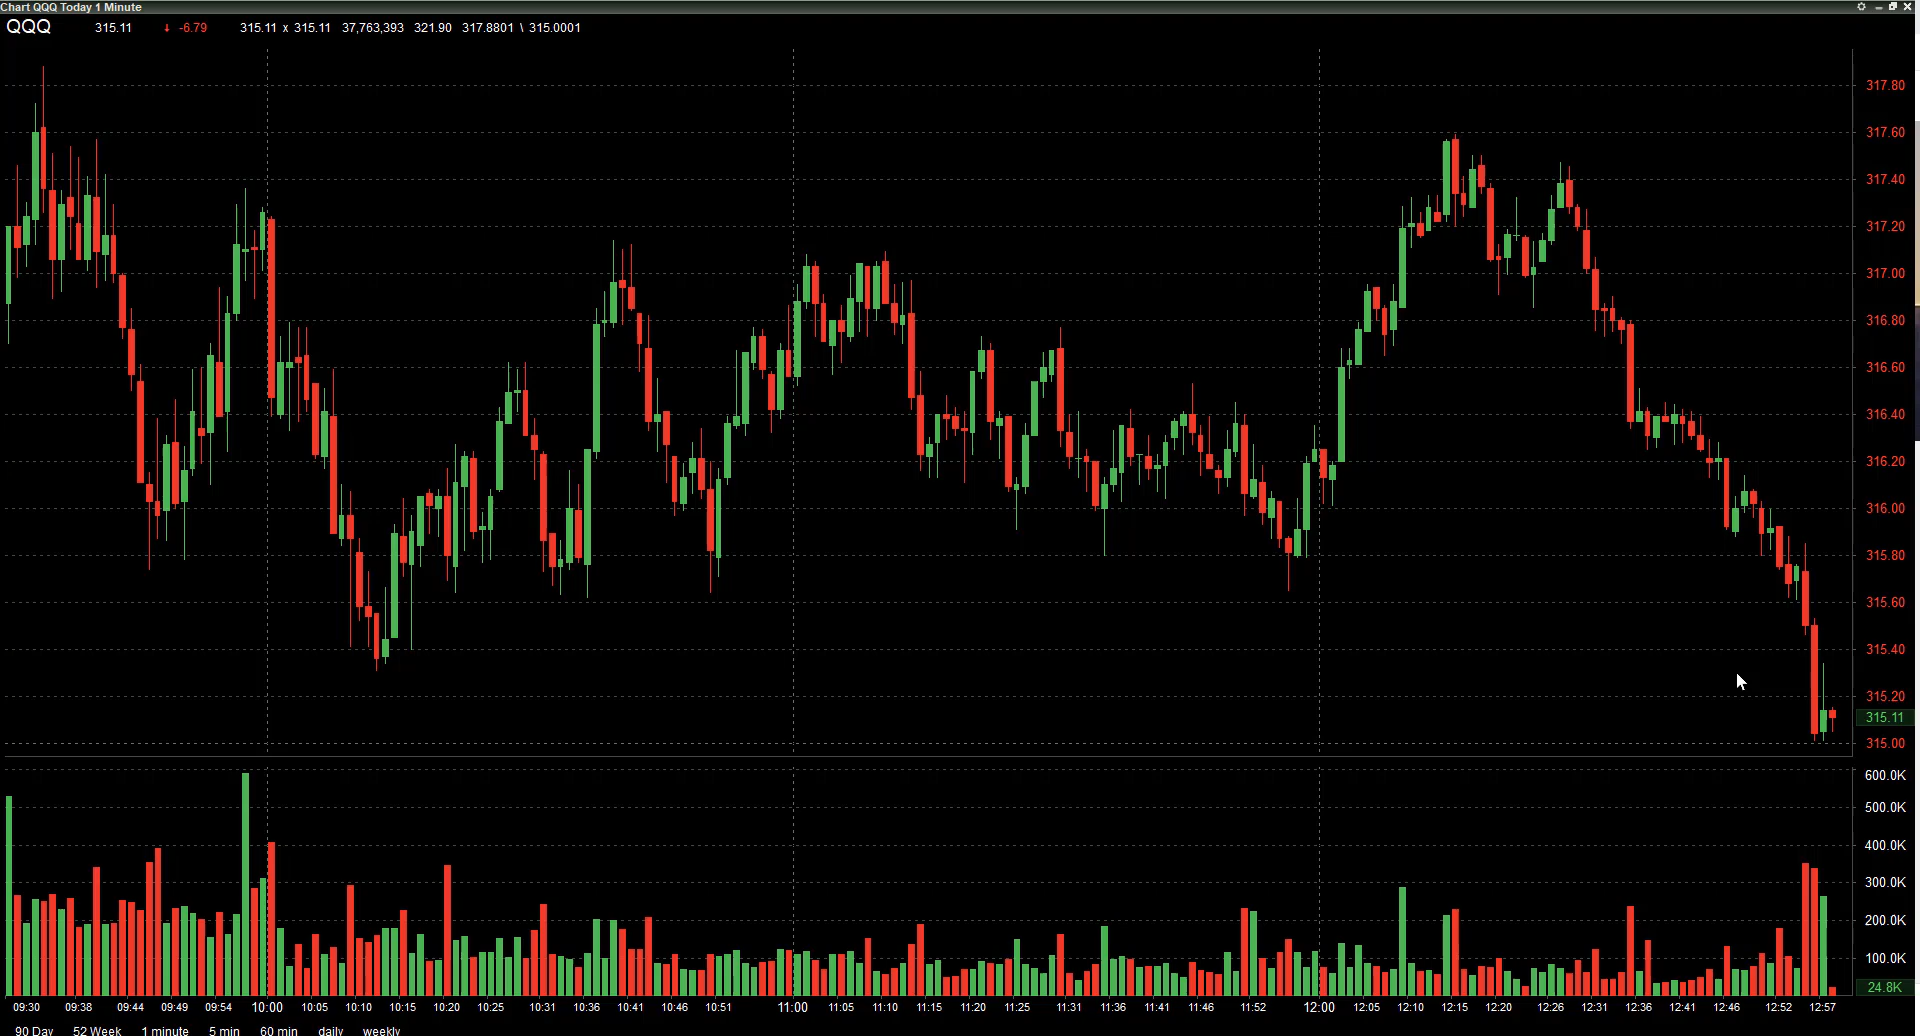 Chart QQQ Today 1 Minute
QQQ 315.11 ↓ -6.79 315.11 x 315.11 37,763,393 321.90 317.8801 \ 315.0001
317.80
317.60
317.40
317.20
317.00
316.80
316.60
316.40
316.20
316.00
315.80
315.60
315.40
315.20
315.11
315.00
600.0K
500.0K
400.0K
300.0K
200.0K
100.0K
24.8K
09:30 09:38 09:44 09:49 09:54 10:00 10:05 10:10 10:15 10:20 10:25 10:31 10:36 10:41 10:46 10:51 11:00 11:05 11:10 11:15 11:20 11:25 11:31 11:36 11:41 11:46 11:52 12:00 12:05 12:10 12:15 12:20 12:26 12:31 12:36 12:41 12:46 12:52 12:57
90 Day 52 Week 1 minute 5 min 60 min daily weekly